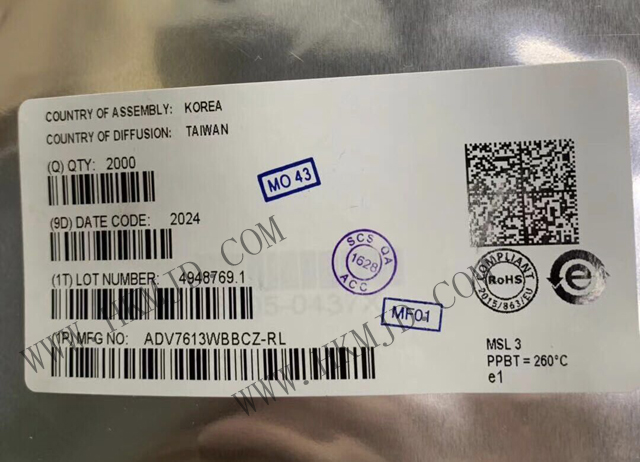 COUNTRY OF ASSEMBLY: KOREA
COUNTRY OF DIFFUSION: TAIWAN
(Q) QTY: 2000
MO 43
(9D) DATE CODE: 2024
SCS QA
1628
ACC
(1T) LOT NUMBER: 4948769.1
COMPLIANT
RoHS
2015/863/EU
e
MF01
(1P) MFG NO: ADV7613WBBCZ-RL
MSL 3
PPBT = 260°C
e1
WWW.HKMJD.COM
WWW.HKMJD.COM